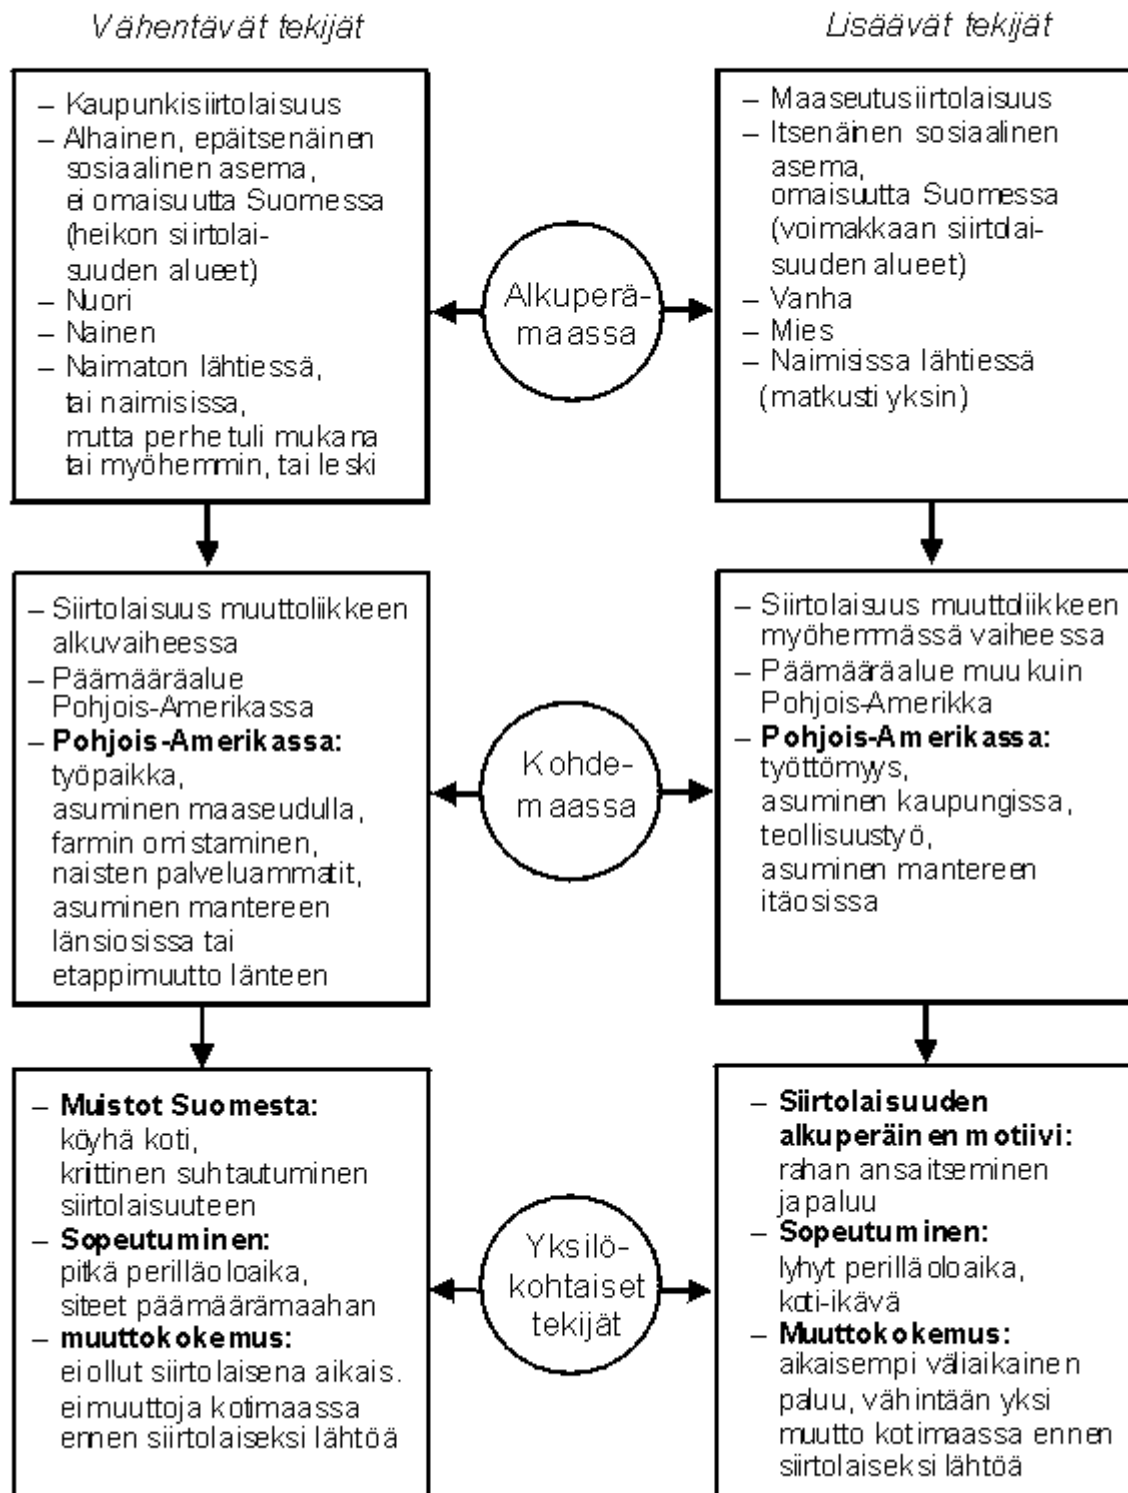 Vähentävät tekijät
– Kaupunkisiirtolaisuus
– Alhainen, epäitsenäinen
sosiaalinen asema,
ei omaisuutta Suomessa
(heikon siirtolai-
suuden alueet)
– Nuori
– Nainen
– Naimaton lähtiessä,
tai naimisissa,
mutta perhe tuli mukana
tai myöhemmin, tai leski
Alkuperä-
maassa
Lisäävät tekijät
– Maaseutusiirtolaisuus
– Itsenäinen sosiaalinen
asema,
omaisuutta Suomessa
(voimakkaan siirtolai-
suuden alueet)
– Vanha
– Mies
– Naimisissa lähtiessä
(matkusti yksin)
– Siirtolaisuus muuttoliikkeen
alkuvaiheessa
– Päämääräalue
Pohjois-Amerikassa
– Pohjois-Amerikassa:
työpaikka,
asuminen maaseudulla,
farmin omistaminen,
naisten palveluammatit,
asuminen mantereen
länsiosissa tai
etappimuutto länteen
Kohde-
maassa
– Siirtolaisuus muuttoliikkeen
myöhemmässä vaiheessa
– Päämääräalue muu kuin
Pohjois-Amerikka
– Pohjois-Amerikassa:
työttömyys,
asuminen kaupungissa,
teollisuustyö,
asuminen mantereen
itäosissa
– Muistot Suomesta:
köyhä koti,
kriittinen suhtautuminen
siirtolaisuuteen
– Sopeutuminen:
pitkä perilläoloaika,
siteet päämäärämaahan
– muuttokokemus:
ei ollut siirtolaisena aikais.
ei muuttoja kotimaassa
ennen siirtolaiseksi lähtöä
Yksilö-
kohtaiset
tekijät
– Siirtolaisuuden
alkuperäinen motiivi:
rahan ansaitseminen
ja paluu
– Sopeutuminen:
lyhyt perilläoloaika,
koti-ikävä
– Muuttokokemus:
aikaisempi väliaikainen
paluu, vähintään yksi
muutto kotimaassa ennen
siirtolaiseksi lähtöä